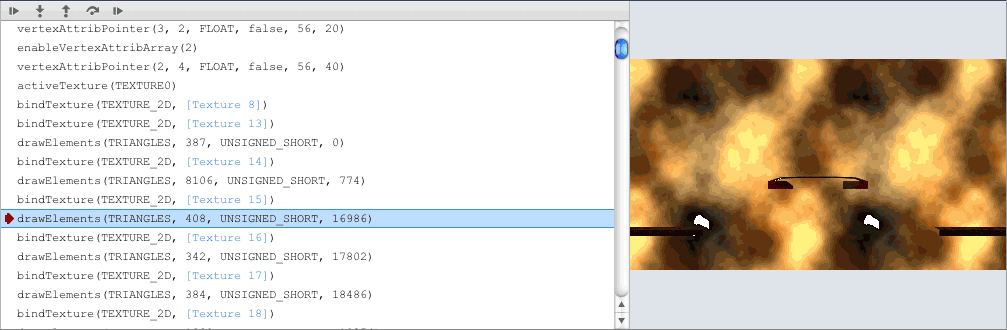 vertexAttribPointer(3, 2, FLOAT, false, 56, 20)
enableVertexAttribArray(2)
vertexAttribPointer(2, 4, FLOAT, false, 56, 40)
activeTexture(TEXTURE0)
bindTexture(TEXTURE_2D, [Texture 8])
bindTexture(TEXTURE_2D, [Texture 13])
drawElements(TRIANGLES, 387, UNSIGNED_SHORT, 0)
bindTexture(TEXTURE_2D, [Texture 14])
drawElements(TRIANGLES, 8106, UNSIGNED_SHORT, 774)
bindTexture(TEXTURE_2D, [Texture 15])
drawElements(TRIANGLES, 408, UNSIGNED_SHORT, 16986)
bindTexture(TEXTURE_2D, [Texture 16])
drawElements(TRIANGLES, 342, UNSIGNED_SHORT, 17802)
bindTexture(TEXTURE_2D, [Texture 17])
drawElements(TRIANGLES, 384, UNSIGNED_SHORT, 18486)
bindTexture(TEXTURE_2D, [Texture 18])